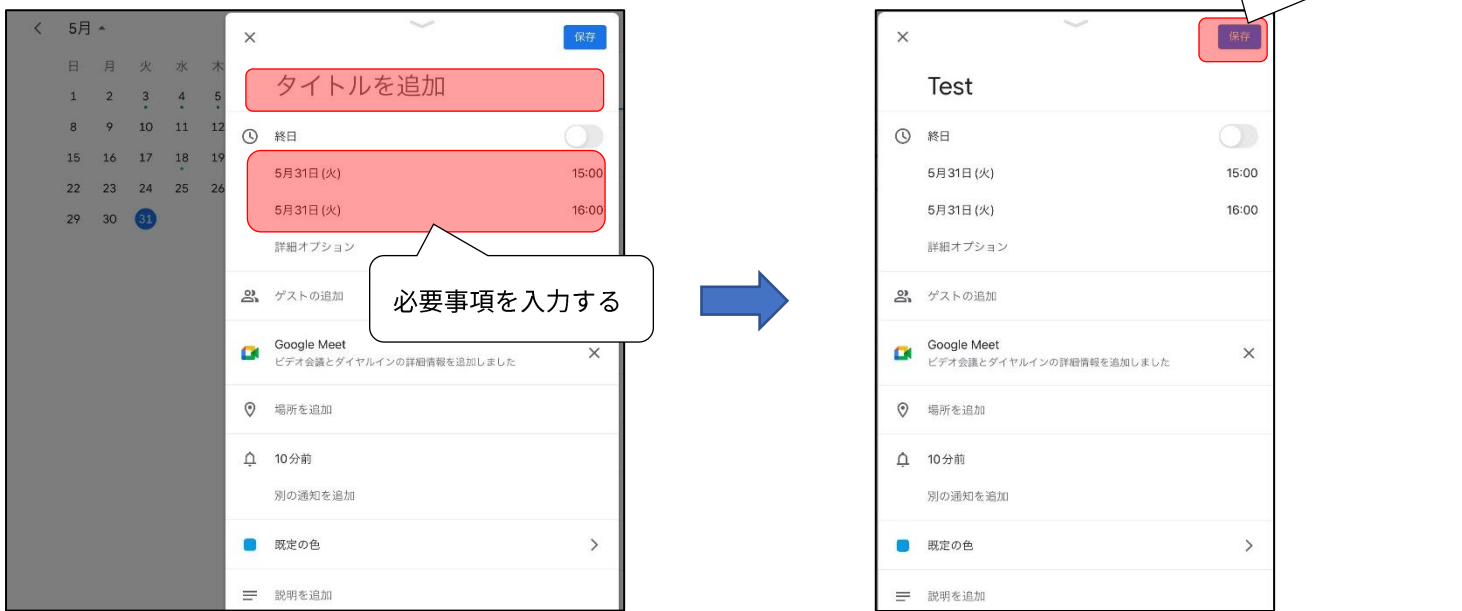 5月
日 月 火 水 木
1 2 3 4 5
8 9 10 11 12
15 16 17 18 19
22 23 24 25 26
29 30 31
保存
タイトルを追加
終日
5月31日(火) 15:00
5月31日(火) 16:00
詳細オプション
ゲストの追加
必要事項を入力する
Google Meet
ビデオ会議とダイヤルインの詳細情報を追加しました
場所を追加
10分前
別の通知を追加
既定の色
説明を追加
保存
Test
終日
5月31日(火) 15:00
5月31日(火) 16:00
詳細オプション
ゲストの追加
Google Meet
ビデオ会議とダイヤルインの詳細情報を追加しました
場所を追加
10分前
別の通知を追加
既定の色
説明を追加